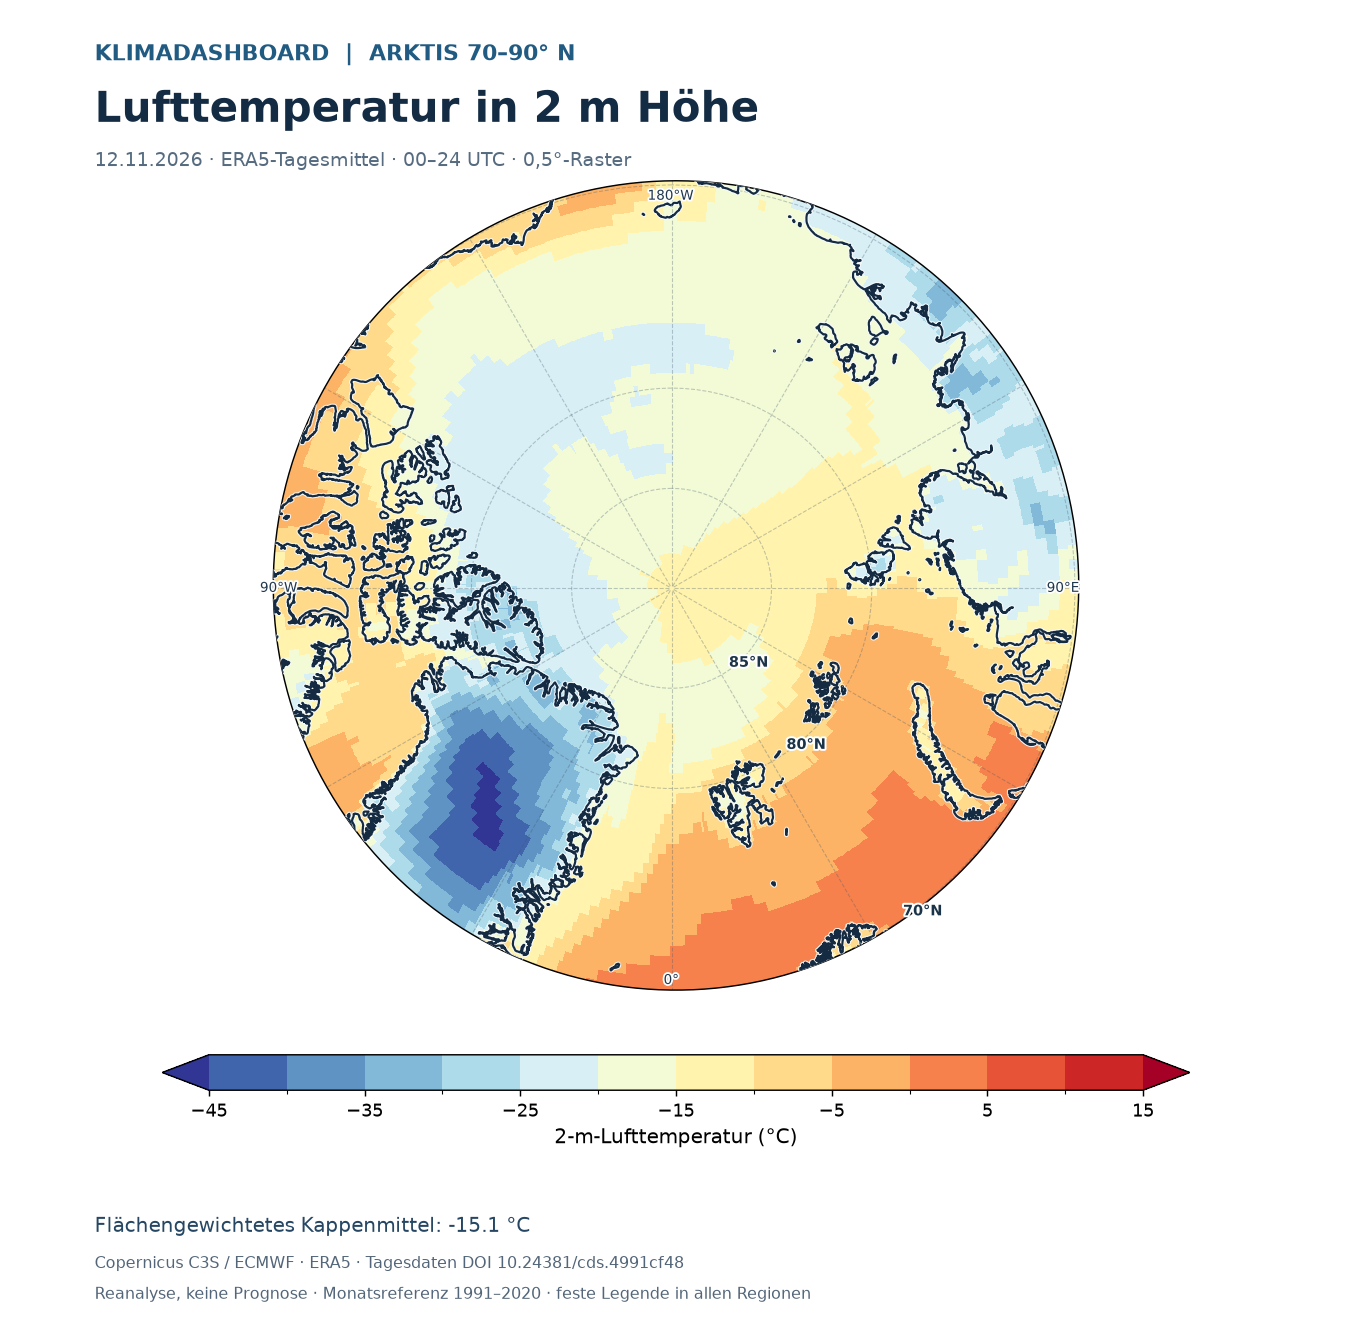 KLIMADASHBOARD | ARKTIS 70–90° N
Lufttemperatur in 2 m Höhe
12.11.2026 · ERA5-Tagesmittel · 00–24 UTC · 0,5°-Raster
180°W
90°W
90°E
85°N
80°N
70°N
0°
−45 −35 −25 −15 −5 5 15
2-m-Lufttemperatur (°C)
Flächengewichtetes Kappenmittel: -15.1 °C
Copernicus C3S / ECMWF · ERA5 · Tagesdaten DOI 10.24381/cds.4991cf48
Reanalyse, keine Prognose · Monatsreferenz 1991–2020 · feste Legende in allen Regionen